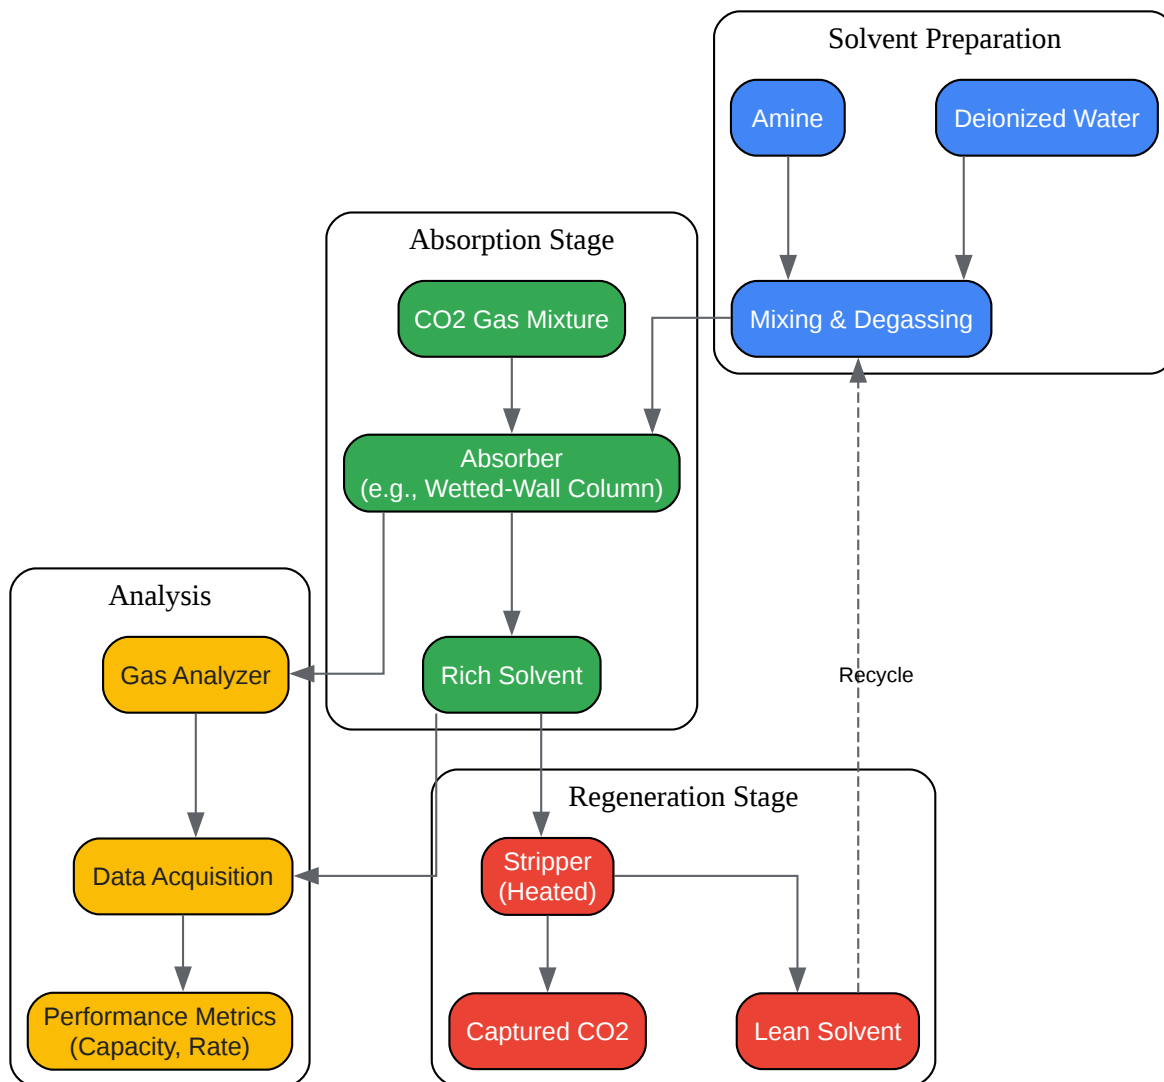 Solvent Preparation
Amine
Deionized Water
Mixing & Degassing
Absorption Stage
CO2 Gas Mixture
Absorber
(e.g., Wetted-Wall Column)
Rich Solvent
Analysis
Gas Analyzer
Data Acquisition
Performance Metrics
(Capacity, Rate)
Recycle
Regeneration Stage
Stripper
(Heated)
Captured CO2
Lean Solvent